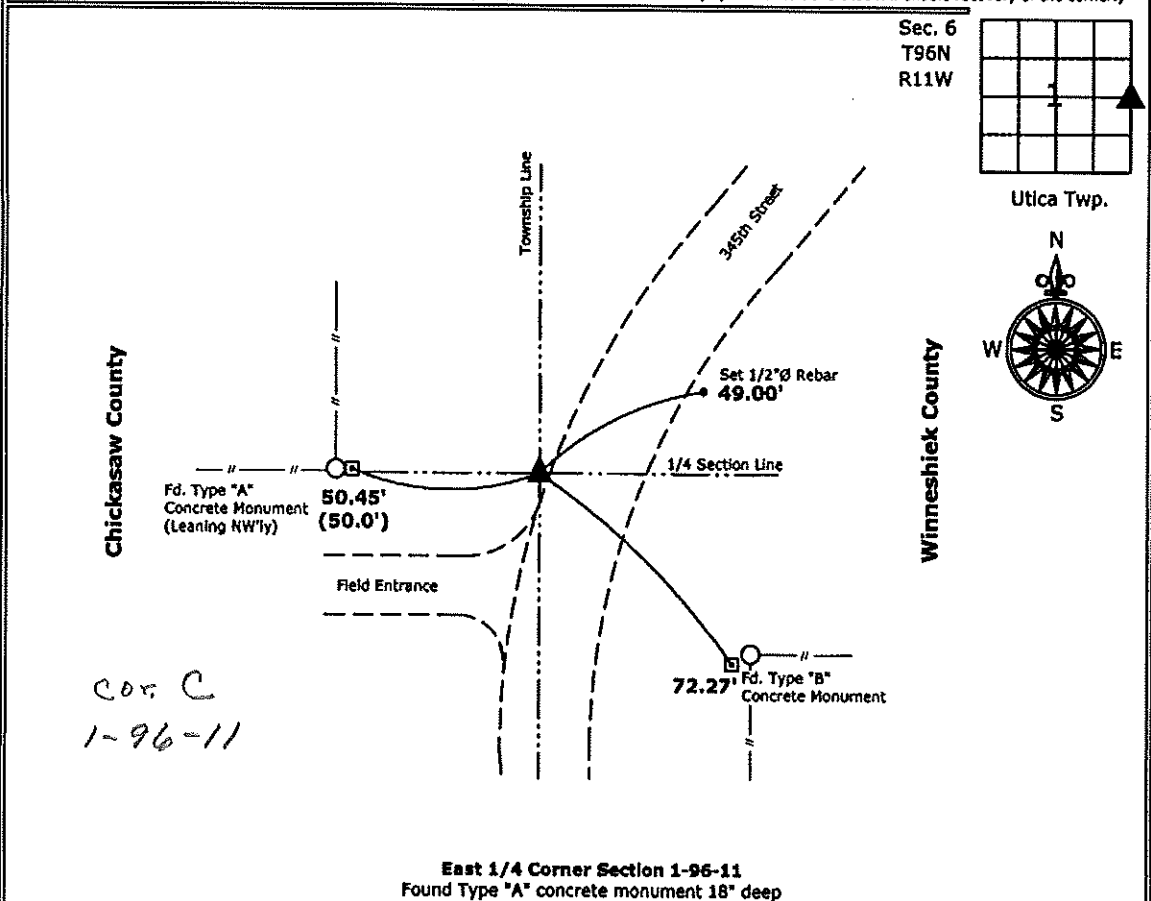 Sec. 6
T96N
R11W
1
Utica Twp.
N
W E
S
Township Line
345th Street
Chickasaw County
Winneshiek County
Set 1/2"Ø Rebar
49.00'
1/4 Section Line
Fd. Type "A"
Concrete Monument
(Leaning NW'ly)
50.45'
(50.0')
Field Entrance
72.27'
Fd. Type "B"
Concrete Monument
Cor. C
1-96-11
East 1/4 Corner Section 1-96-11
Found Type "A" concrete monument 18" deep